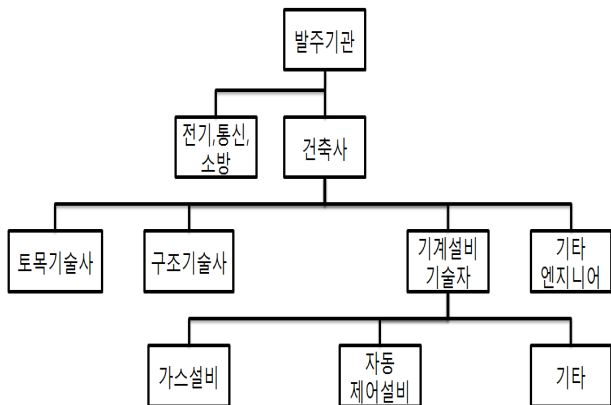 발주기관
전기,통신,
소방
건축사
토목기술사
구조기술사
기계설비
기술자
기타
엔지니어
가스설비
자동
제어설비
기타